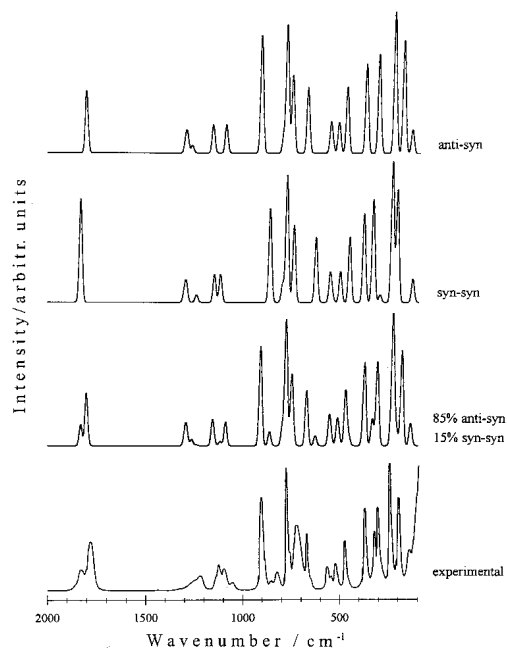 anti-syn
syn-syn
85% anti-syn
15% syn-syn
experimental
Intensity/arbitr. units
2000 1500 1000 500
Wavenumber / cm⁻¹